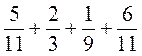 5/11 + 2/3 + 1/9 + 6/11